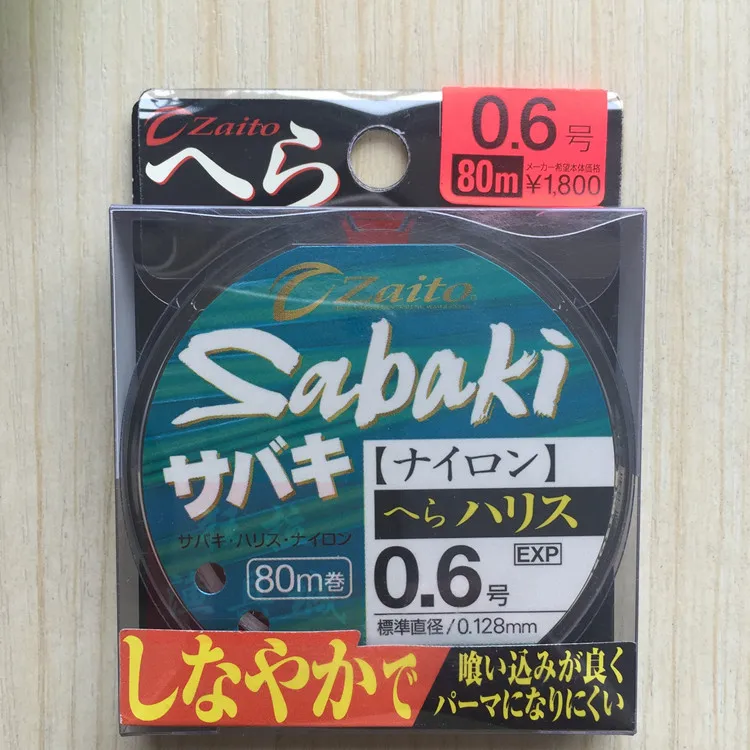 Zaito
へら
0.6号
80m
メーカー希望本体価格
¥1,800
Zaito
Sabaki
サバキ
【ナイロン】
へらハリス
サバキ・ハリス・ナイロン
80m巻
0.6号
EXP
標準直径/0.128mm
しなやかで
喰い込みが良く
パーマになりにくい